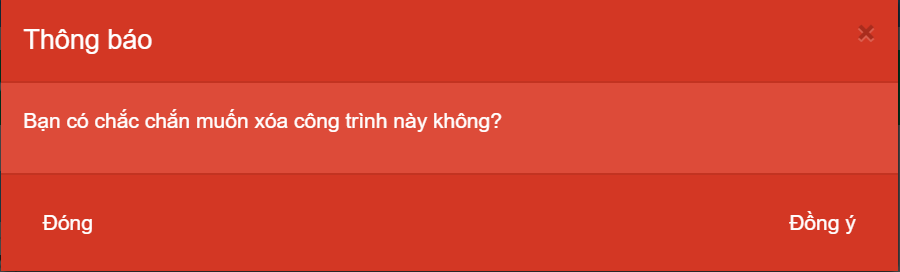 Thông báo
Bạn có chắc chắn muốn xóa công trình này không?
Đóng
Đồng ý